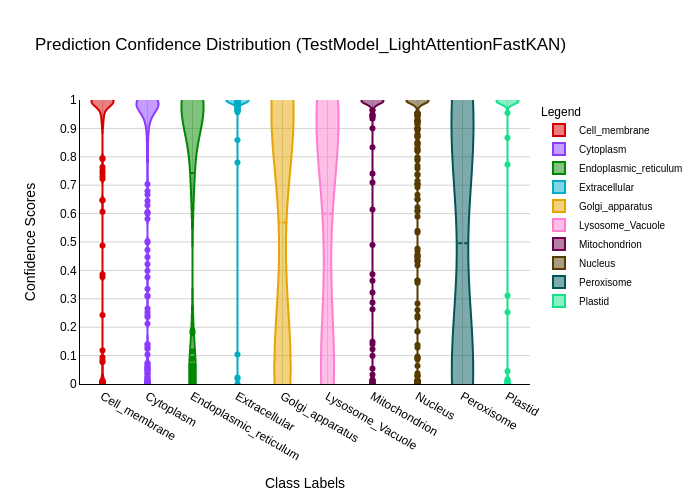 Prediction Confidence Distribution (TestModel_LightAttentionFastKAN)
Legend
Cell_membrane
Cytoplasm
Endoplasmic_reticulum
Extracellular
Golgi_apparatus
Lysosome_Vacuole
Mitochondrion
Nucleus
Peroxisome
Plastid
Confidence Scores
1
0.9
0.8
0.7
0.6
0.5
0.4
0.3
0.2
0.1
0
Cell_membrane
Cytoplasm
Endoplasmic_reticulum
Extracellular
Golgi_apparatus
Lysosome_Vacuole
Mitochondrion
Nucleus
Peroxisome
Plastid
Class Labels